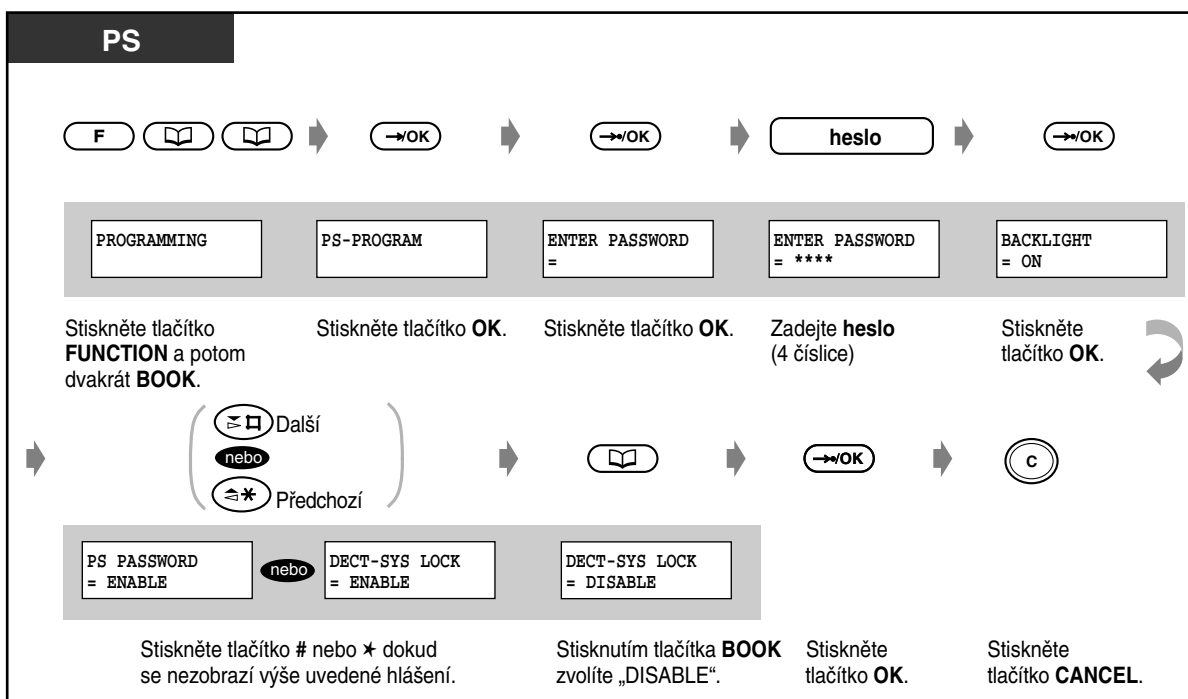 PS
F
→/OK
→/OK
heslo
→/OK
PROGRAMMING
PS-PROGRAM
ENTER PASSWORD
=
ENTER PASSWORD
= ****
BACKLIGHT
= ON
Stiskněte tlačítko
FUNCTION a potom
dvakrát BOOK.
Stiskněte tlačítko OK.
Stiskněte tlačítko OK.
Zadejte heslo
(4 číslice)
Stiskněte
tlačítko OK.
Další
nebo
Předchozí
→/OK
C
PS PASSWORD
= ENABLE
nebo
DECT-SYS LOCK
= ENABLE
DECT-SYS LOCK
= DISABLE
Stiskněte tlačítko # nebo ✶ dokud
se nezobrazí výše uvedené hlášení.
Stisknutím tlačítka BOOK
zvolíte „DISABLE“.
Stiskněte
tlačítko OK.
Stiskněte
tlačítko CANCEL.